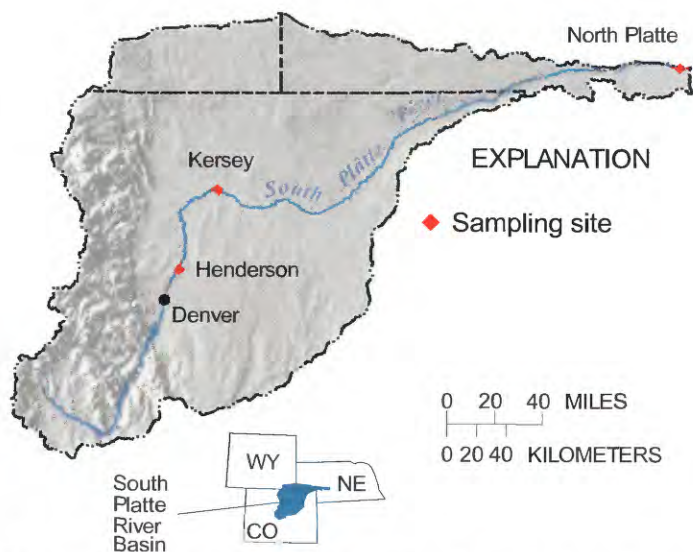 North Platte
Kersey
South Platte River
EXPLANATION
Sampling site
Henderson
Denver
0 20 40 MILES
0 20 40 KILOMETERS
WY
NE
CO
South
Platte
River
Basin